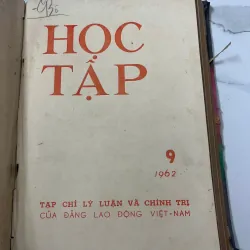 HỌC
TẬP
9
1962
TẠP CHÍ LÝ LUẬN VÀ CHÍNH TRỊ
CỦA ĐẢNG LAO ĐỘNG VIỆT-NAM